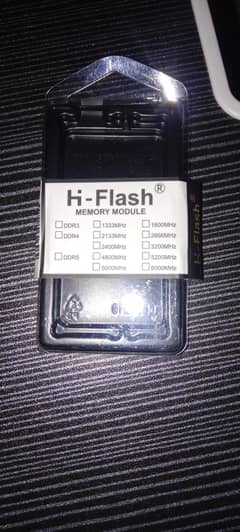 H-Flash®
MEMORY MODULE
DDR3 1333MHz 1600MHz
DDR4 2133MHz 2666MHz
2400MHz 3200MHz
DDR5 4800MHz 5200MHz
5600MHz 6000MHz
H-Flash®